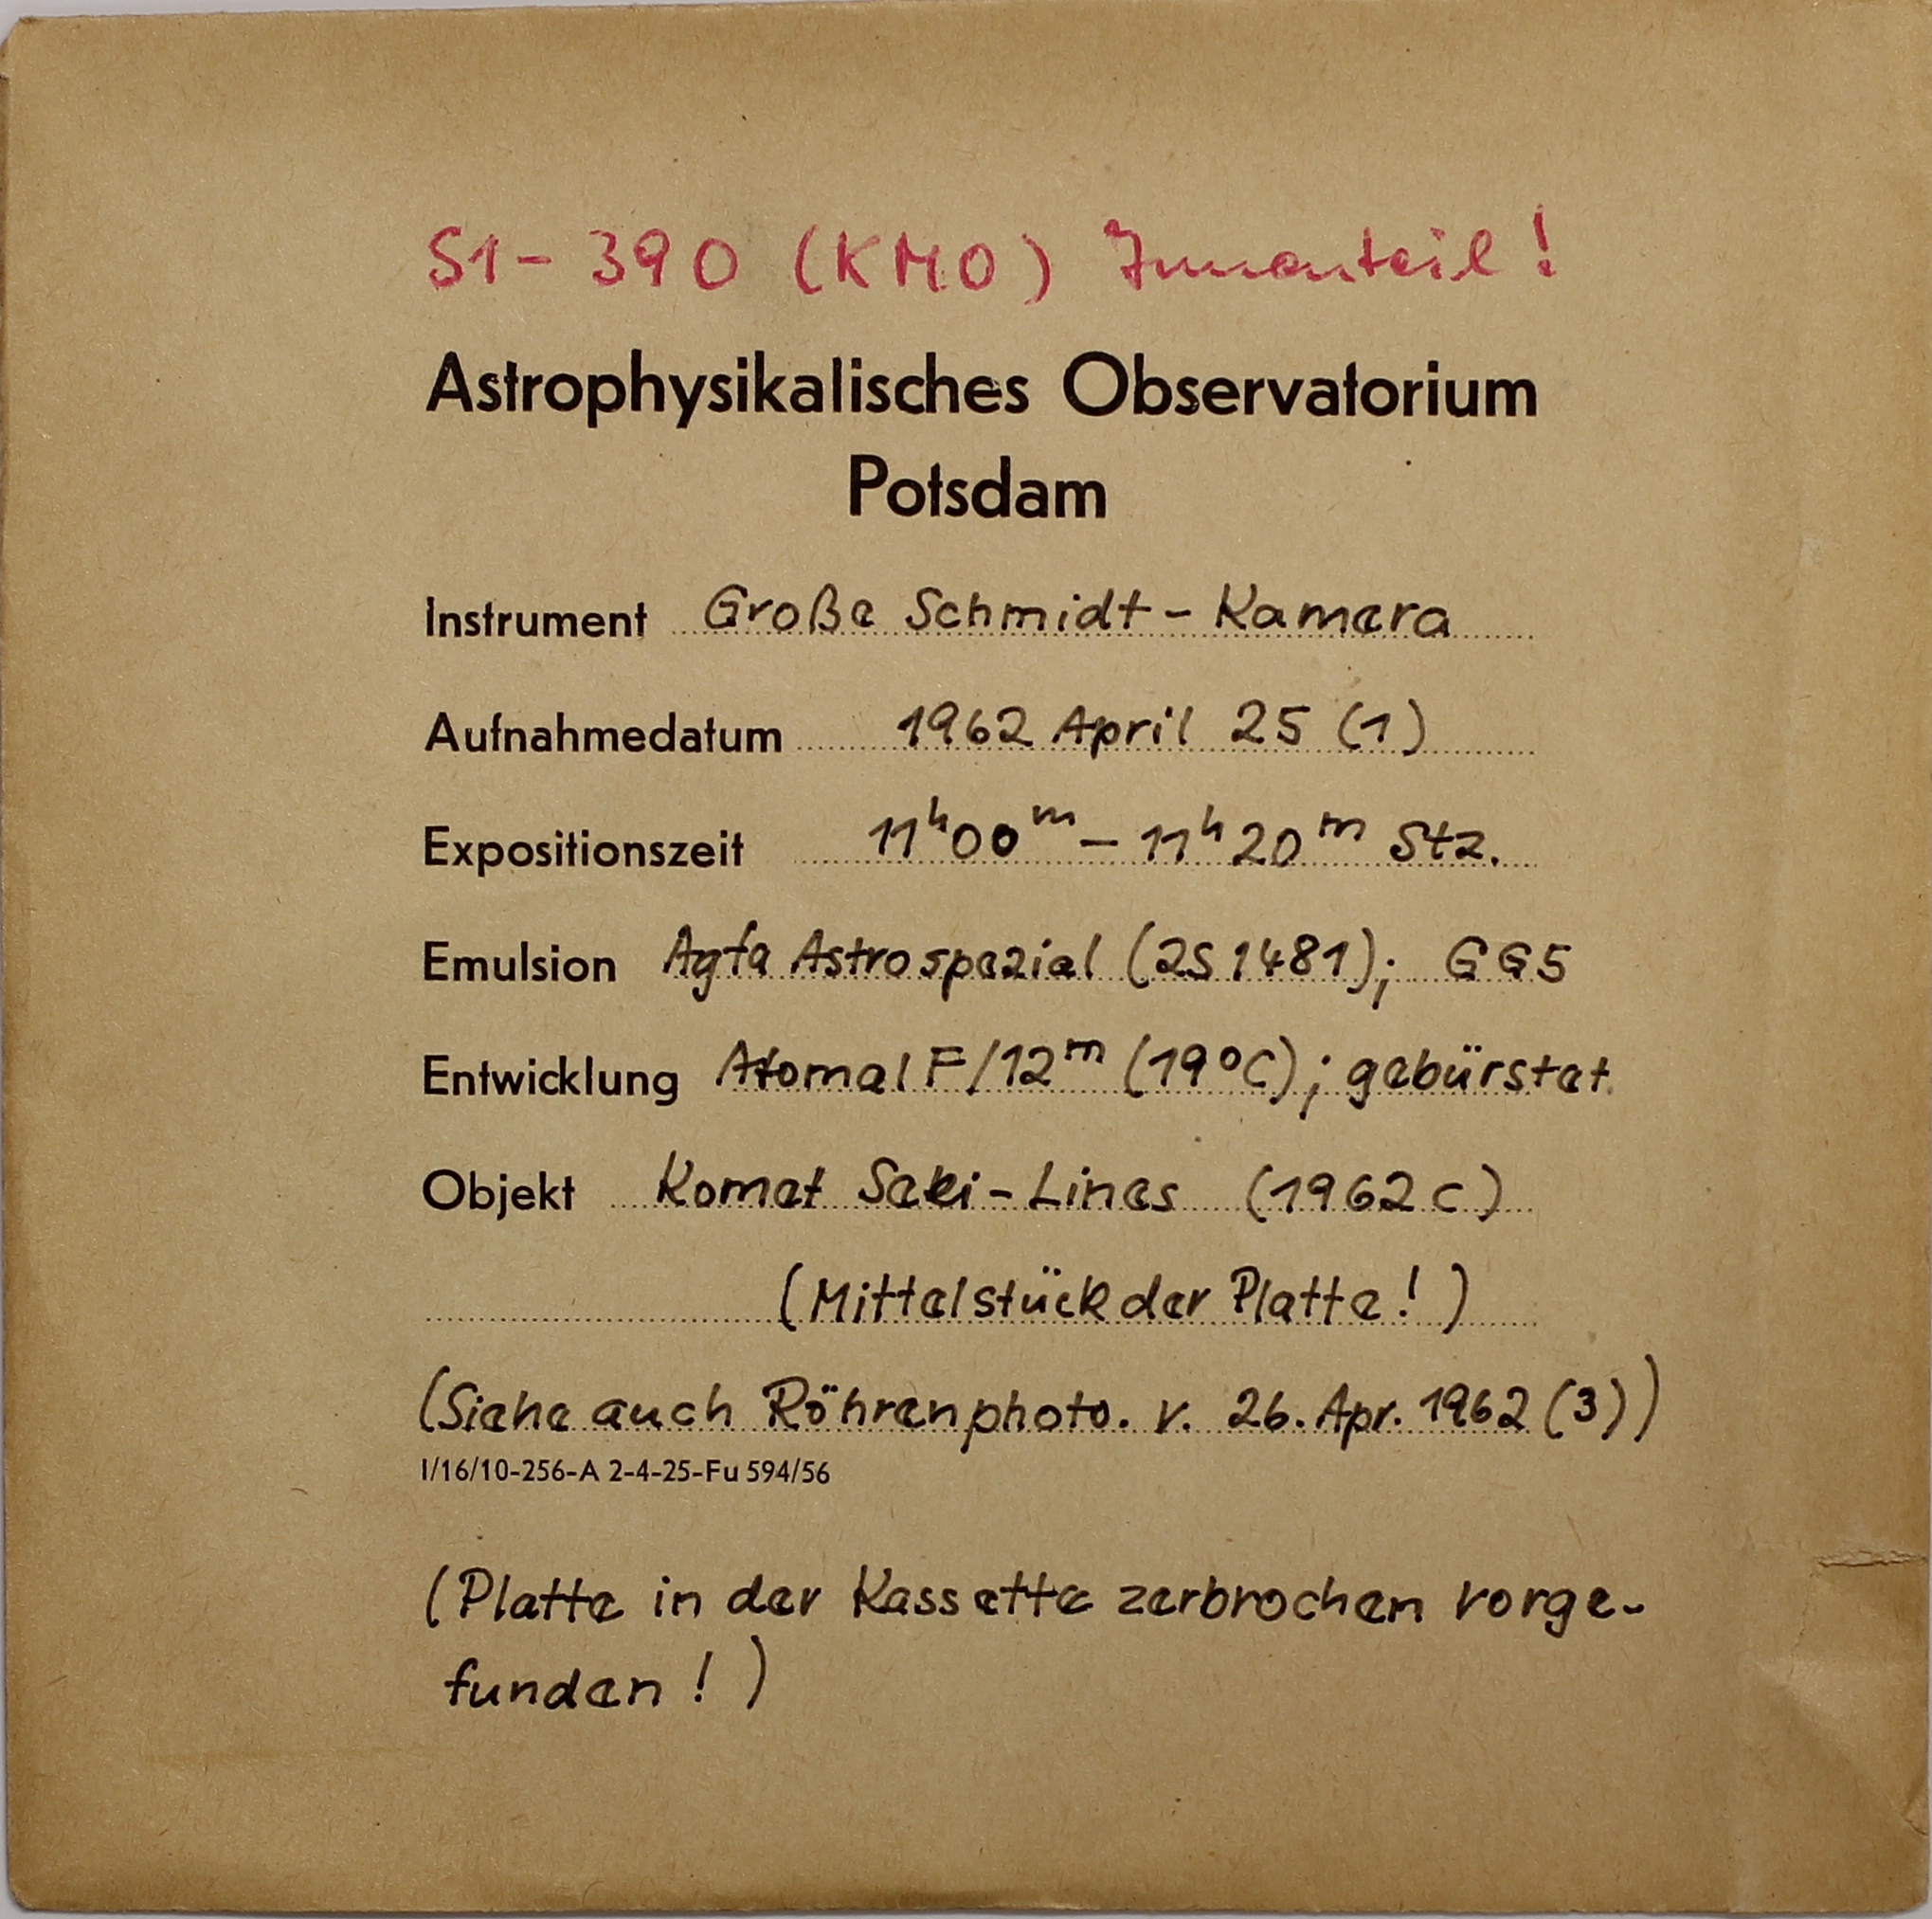 S1-390 (KMO) Innenteil!
Astrophysikalisches Observatorium
Potsdam
Instrument Große Schmidt-Kamera
Aufnahmedatum 1962 April 25 (1)
Expositionszeit 11ʰ00ᵐ – 11ʰ20ᵐ Stz.
Emulsion Agfa Astrospezial (2S1481); GG5
Entwicklung Atomal F/12ᵐ (19°C); gebürstet
Objekt Komet Seki-Lines (1962c)
(Mittelstück der Platte!)
(Siehe auch Röhrenphoto. v. 26. Apr. 1962 (3))
I/16/10-256-A 2-4-25-Fu 594/56
(Platte in der Kassette zerbrochen vorge-
funden!)